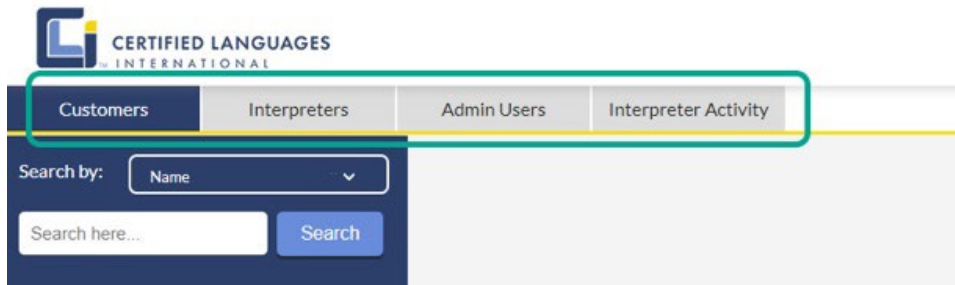 CERTIFIED LANGUAGES
INTERNATIONAL
Customers Interpreters Admin Users Interpreter Activity
Search by: Name
Search here... Search